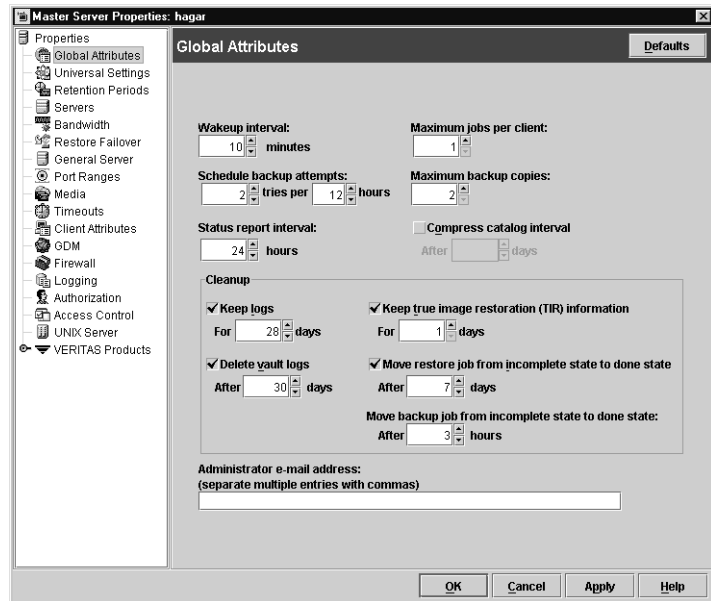 Master Server Properties: hagar
Properties
Global Attributes
Universal Settings
Retention Periods
Servers
Bandwidth
Restore Failover
General Server
Port Ranges
Media
Timeouts
Client Attributes
GDM
Firewall
Logging
Authorization
Access Control
UNIX Server
VERITAS Products
Global Attributes
Defaults
Wakeup interval:
10 minutes
Maximum jobs per client:
1
Schedule backup attempts:
2 tries per 12 hours
Maximum backup copies:
2
Status report interval:
24 hours
Compress catalog interval
After days
Cleanup
Keep logs
For 28 days
Keep true image restoration (TIR) information
For 1 days
Delete vault logs
After 30 days
Move restore job from incomplete state to done state
After 7 days
Move backup job from incomplete state to done state:
After 3 hours
Administrator e-mail address:
(separate multiple entries with commas)
OK Cancel Apply Help